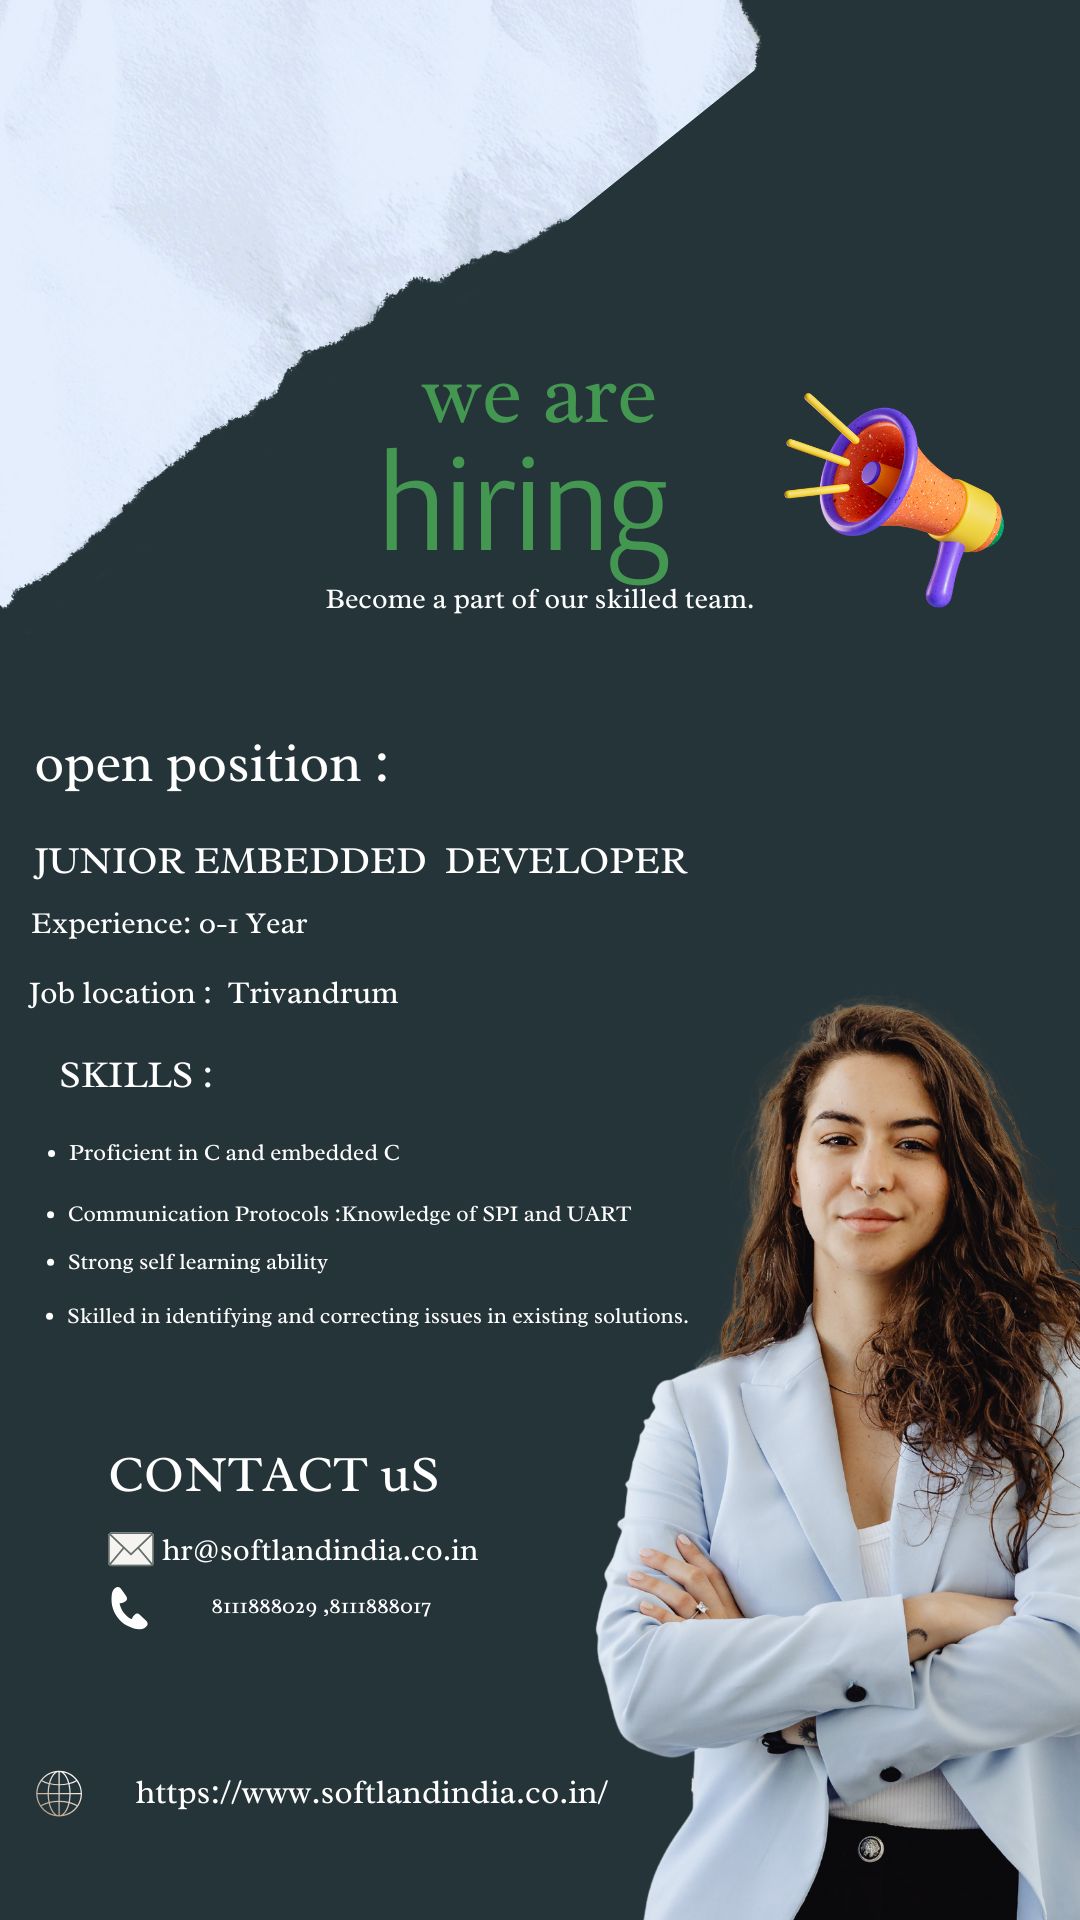 we are
hiring
Become a part of our skilled team.
open position :
JUNIOR EMBEDDED DEVELOPER
Experience: 0-1 Year
Job location : Trivandrum
SKILLS :
• Proficient in C and embedded C
• Communication Protocols :Knowledge of SPI and UART
• Strong self learning ability
• Skilled in identifying and correcting issues in existing solutions.
CONTACT uS
hr@softlandindia.co.in
8111888029 ,8111888017
https://www.softlandindia.co.in/